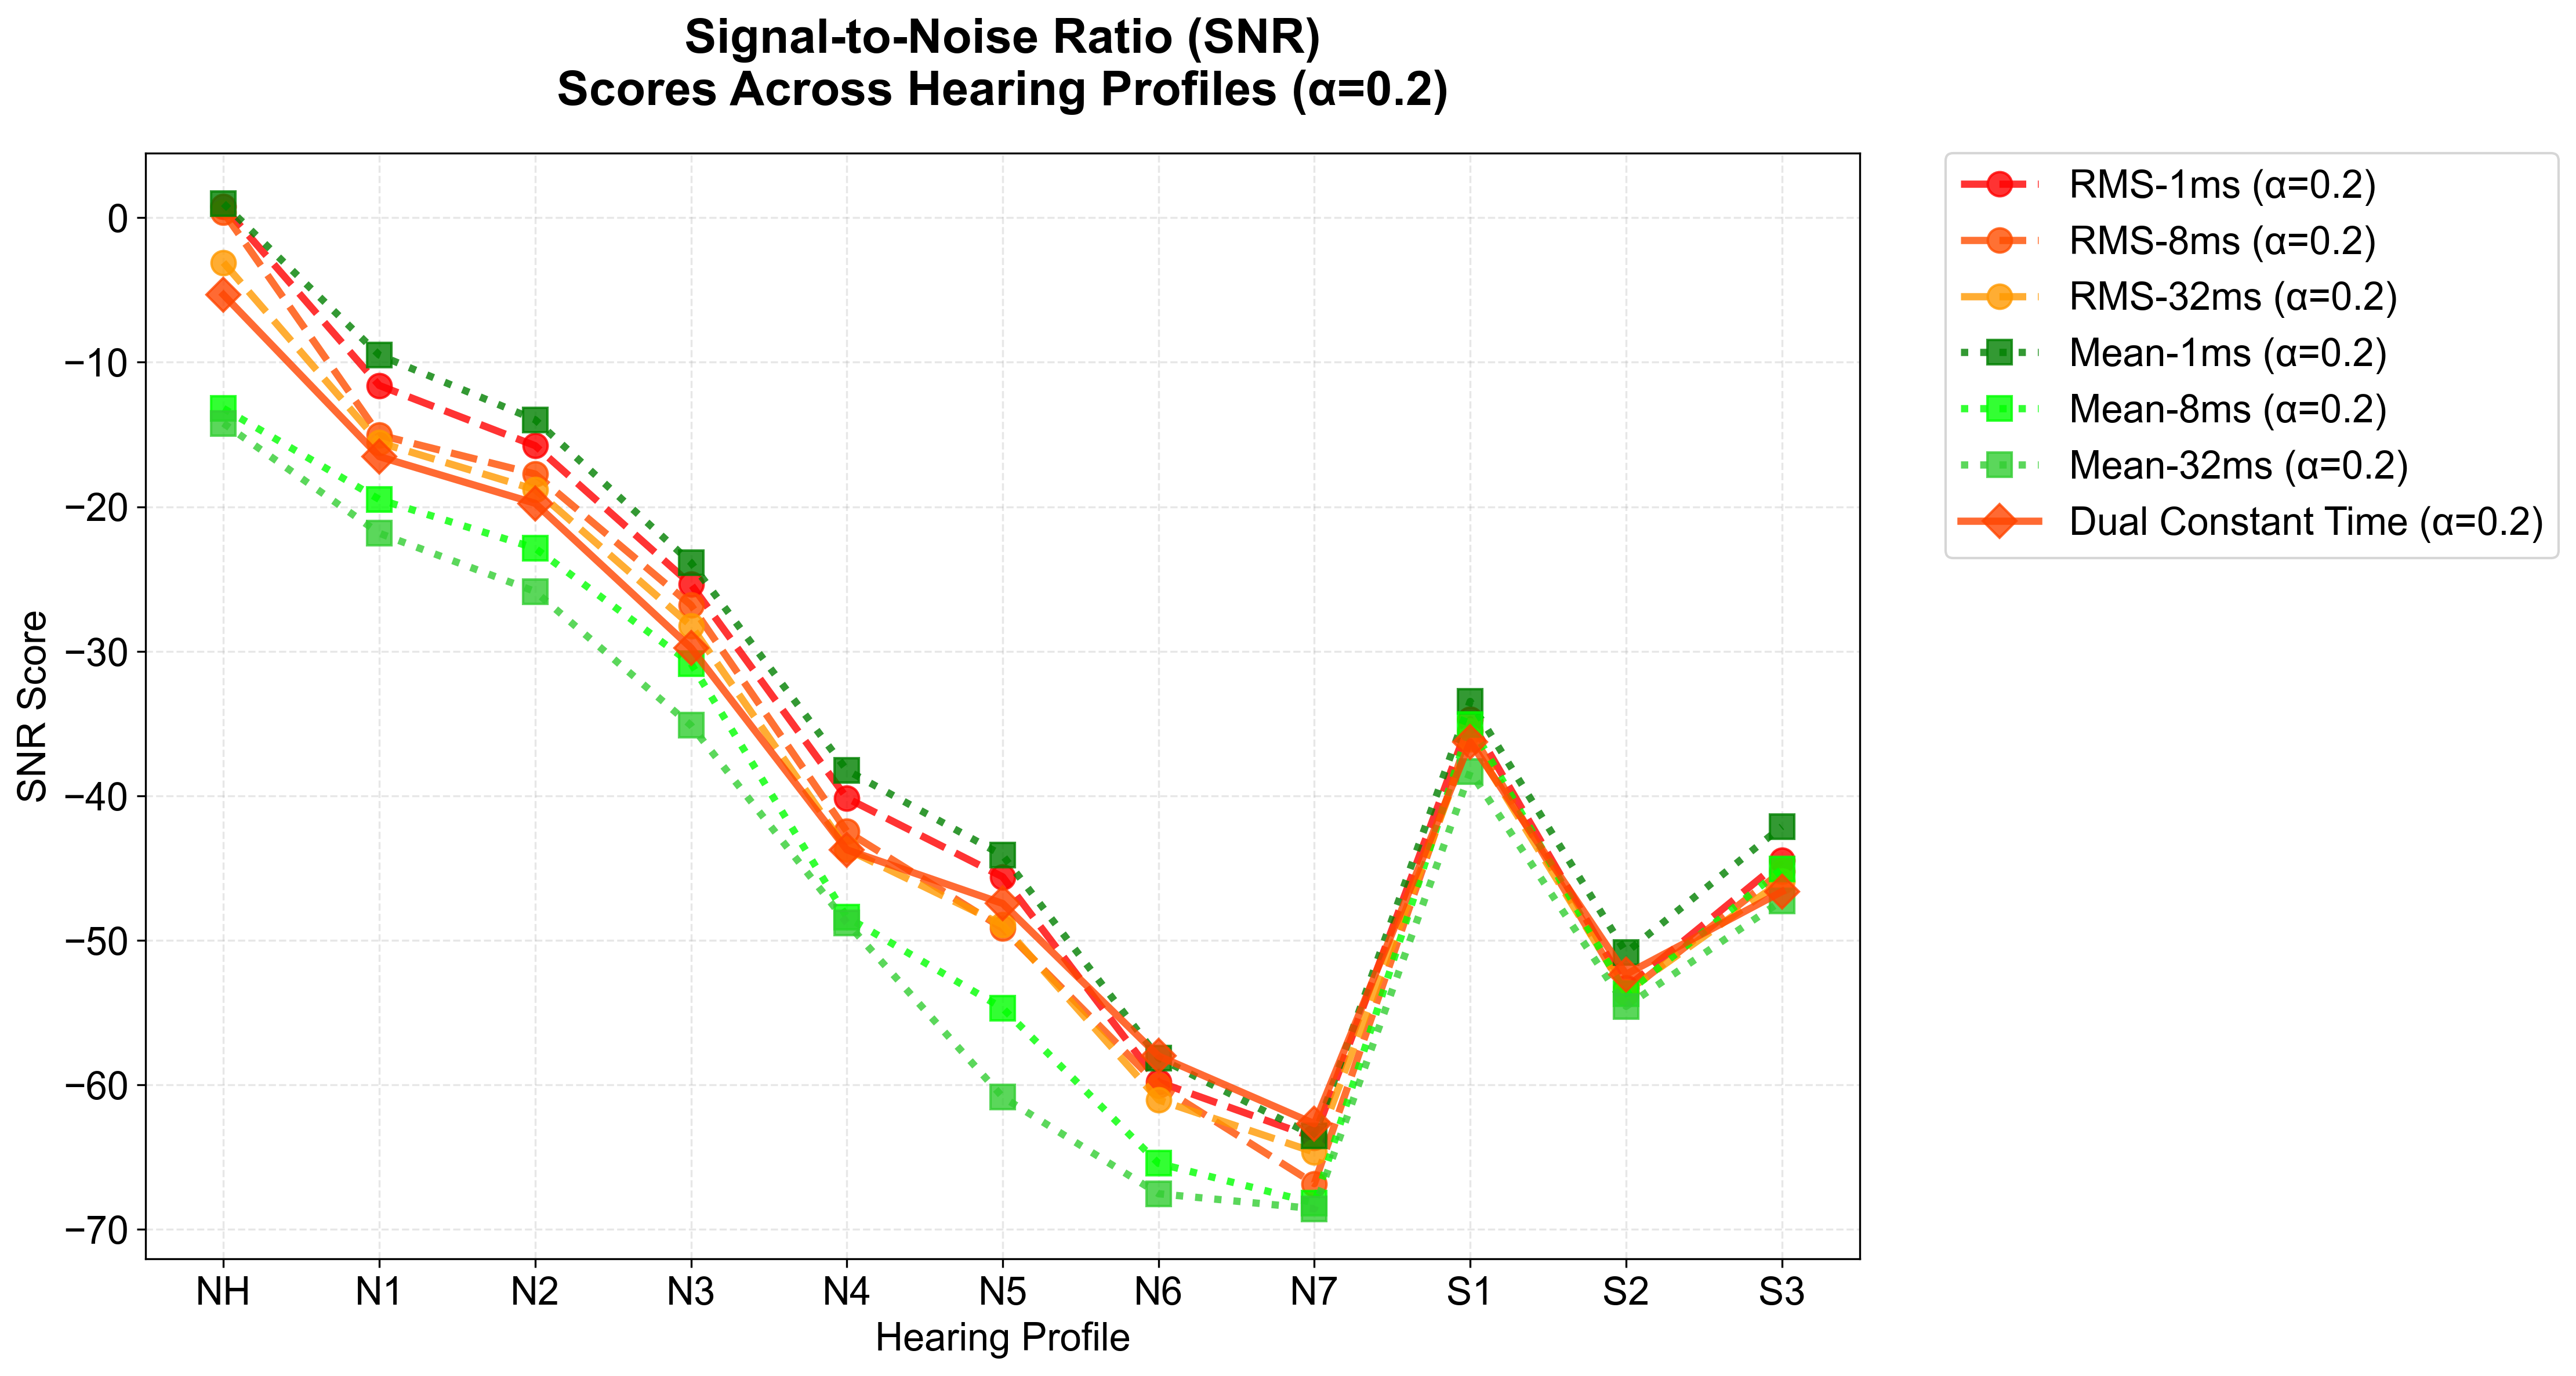 Signal-to-Noise Ratio (SNR)
Scores Across Hearing Profiles (α=0.2)
SNR Score
0
−10
−20
−30
−40
−50
−60
−70
NH
N1
N2
N3
N4
N5
N6
N7
S1
S2
S3
Hearing Profile
RMS-1ms (α=0.2)
RMS-8ms (α=0.2)
RMS-32ms (α=0.2)
Mean-1ms (α=0.2)
Mean-8ms (α=0.2)
Mean-32ms (α=0.2)
Dual Constant Time (α=0.2)